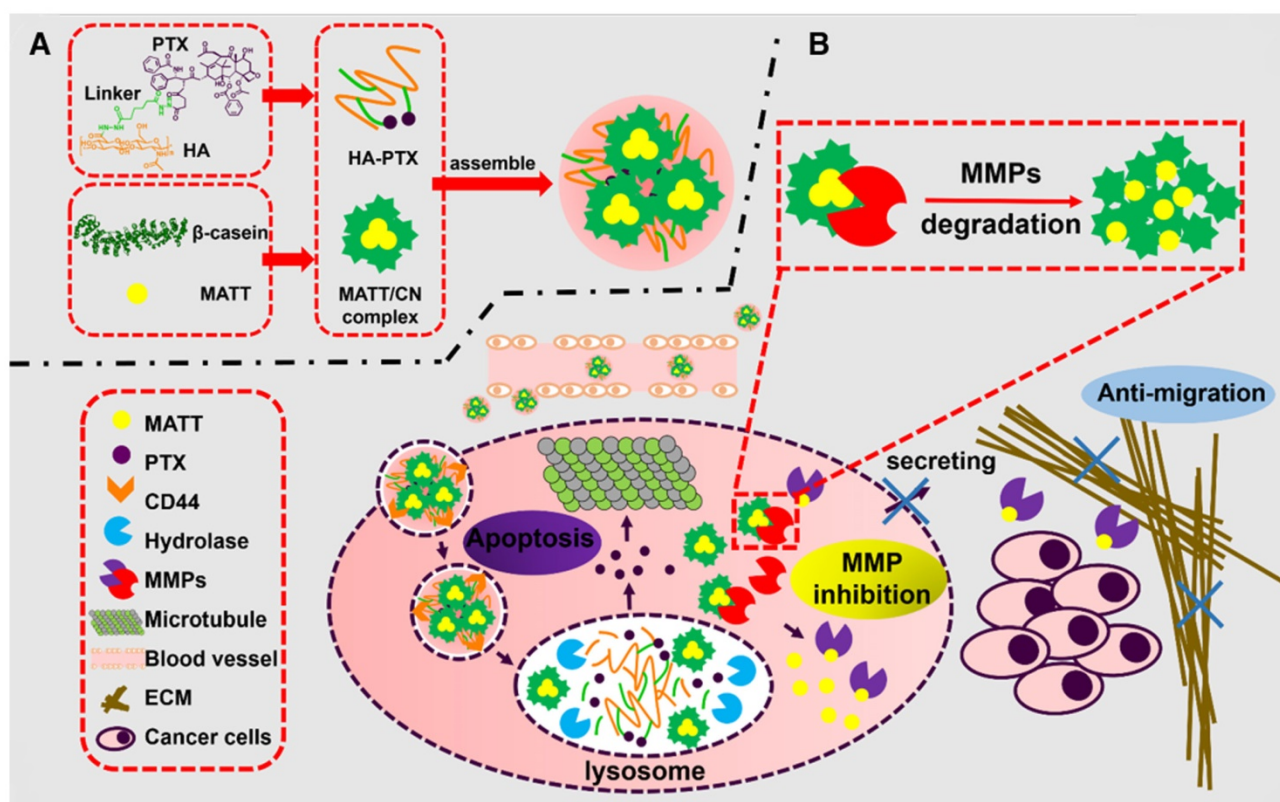 A
PTX
Linker
HA
β-casein
MATT
HA-PTX
MATT/CN
complex
assemble
B
MMPs
degradation
MATT
PTX
CD44
Hydrolase
MMPs
Microtubule
Blood vessel
ECM
Cancer cells
Apoptosis
lysosome
MMP
inhibition
secreting
Anti-migration